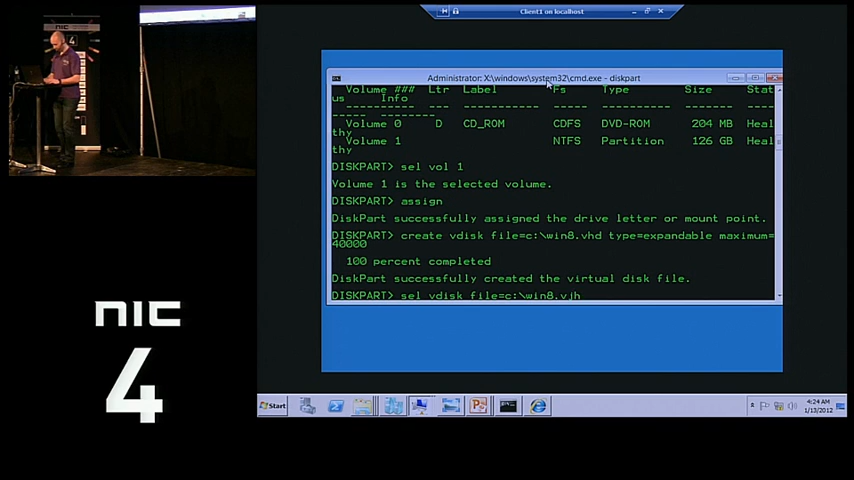 nic
Client1 on localhost
Administrator: X:\windows\system32\cmd.exe - diskpart
Volume ###  Ltr  Label  Fs  Type  Size  Stat
us  Info
---------- --- ----------- ----- ---------- ------- ----
----- --------
Volume 0  D  CD_ROM  CDFS  DVD-ROM  204 MB  Heal
thy
Volume 1  NTFS  Partition  126 GB  Heal
thy
DISKPART> sel vol 1
Volume 1 is the selected volume.
DISKPART> assign
DiskPart successfully assigned the drive letter or mount point.
DISKPART> create vdisk file=c:\win8.vhd type=expandable maximum=
40000
100 percent completed
DiskPart successfully created the virtual disk file.
DISKPART> sel vdisk file=c:\win8.vjh
nic
4
Start
4:24 AM
1/13/2012